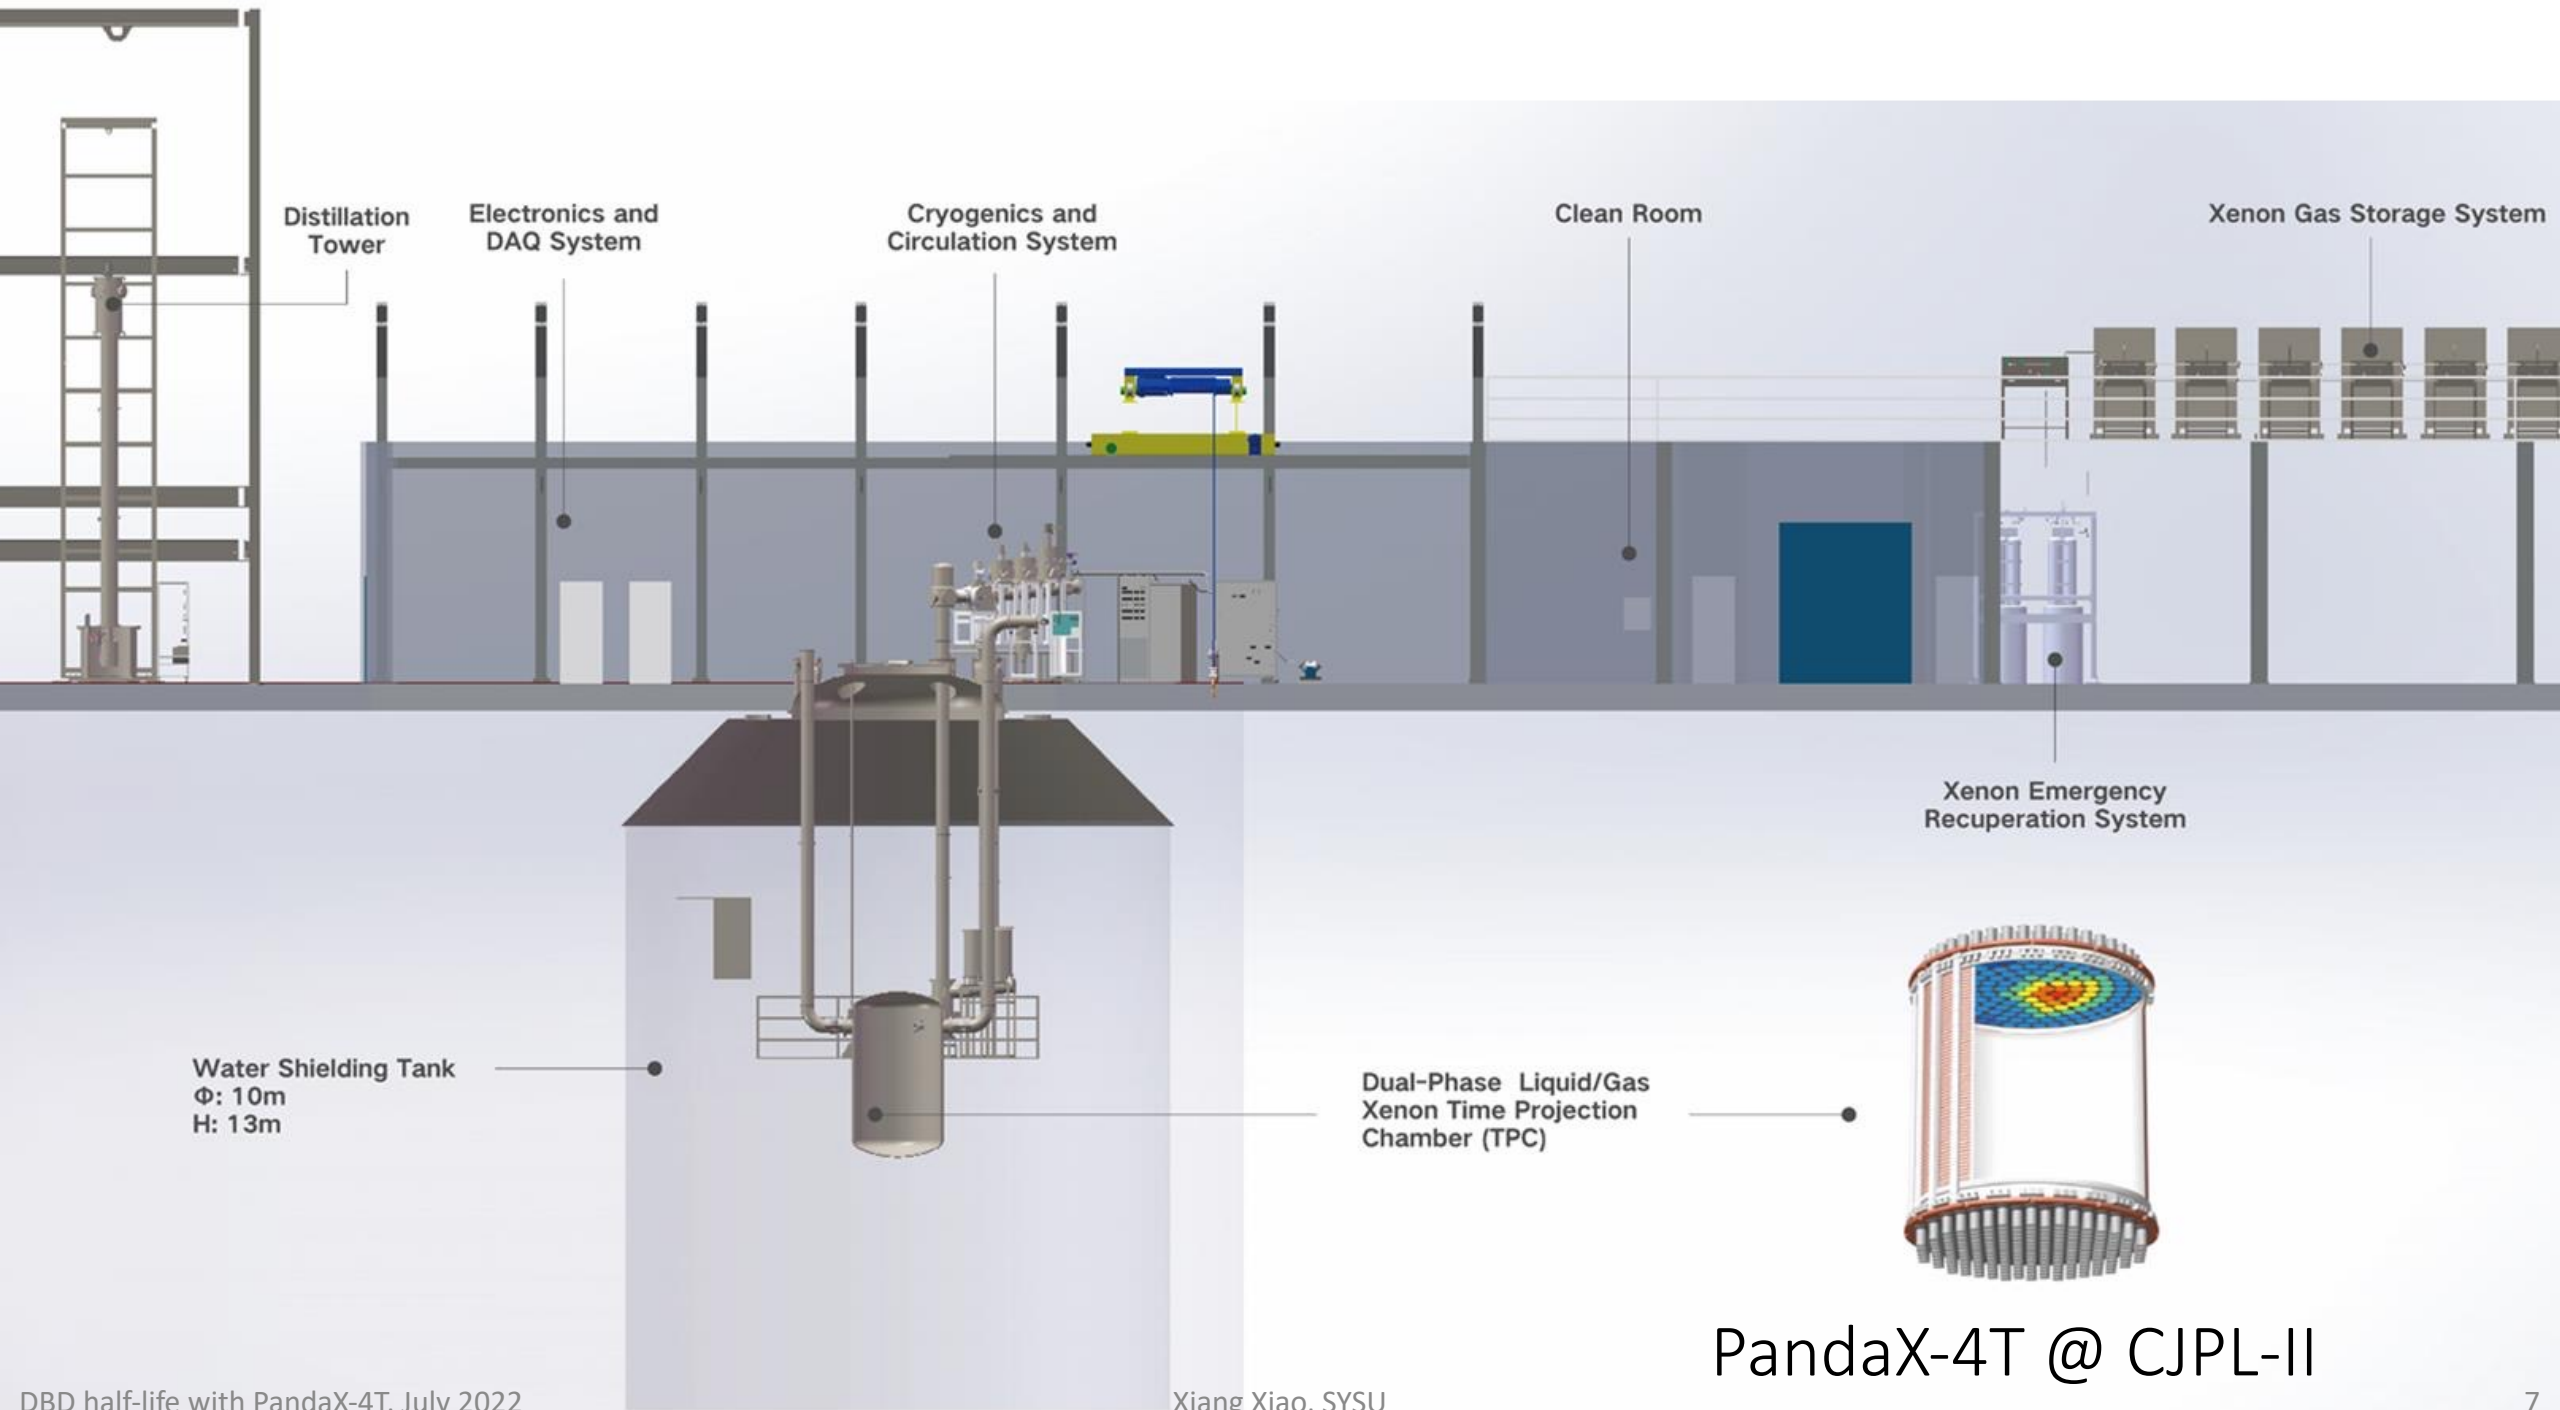 Distillation
Tower
Electronics and
DAQ System
Cryogenics and
Circulation System
Clean Room
Xenon Gas Storage System
Xenon Emergency
Recuperation System
Water Shielding Tank
Φ: 10m
H: 13m
Dual-Phase Liquid/Gas
Xenon Time Projection
Chamber (TPC)
PandaX-4T @ CJPL-II
DBD half-life with PandaX-4T, July 2022
Xiang Xiao, SYSU
7